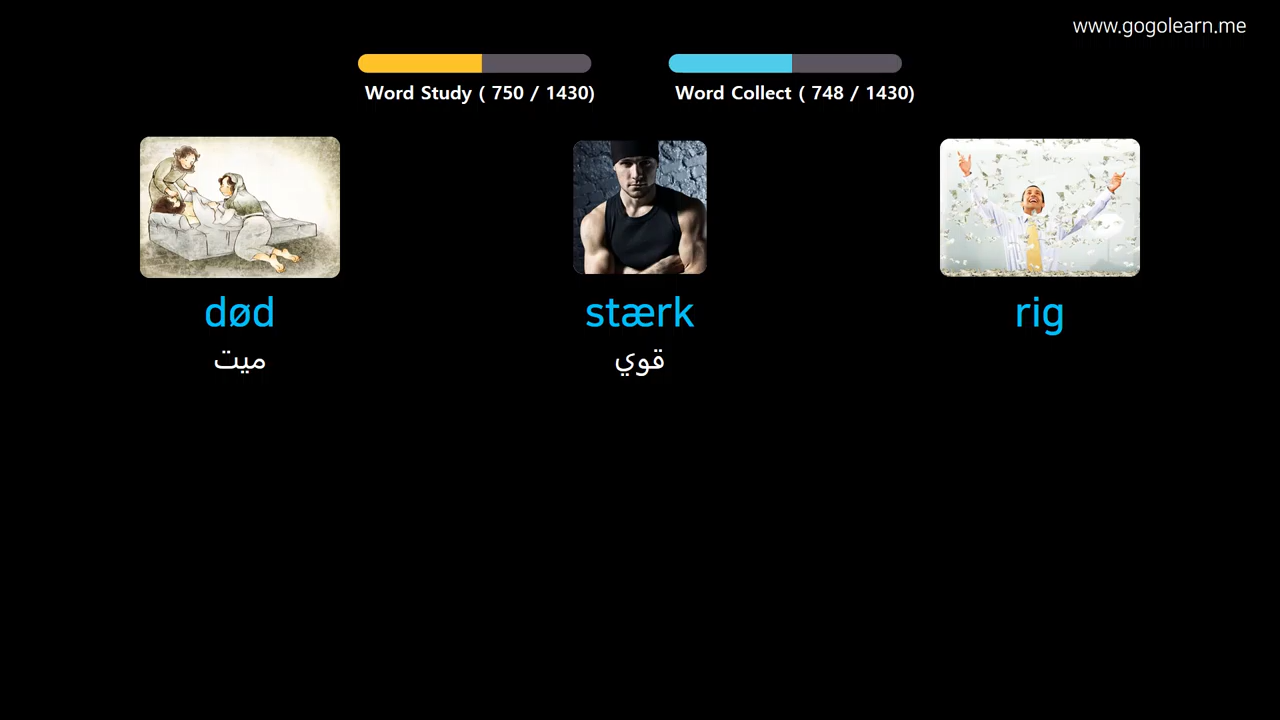 www.gogolearn.me
Word Study ( 750 / 1430)
Word Collect ( 748 / 1430)
død
stærk
rig
ميت
قوي